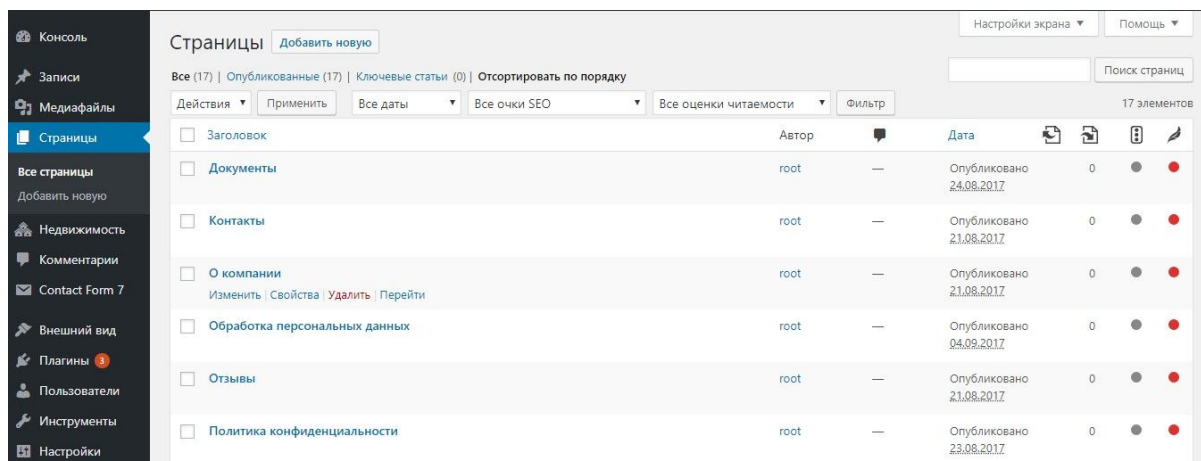 Консоль
Записи
Медиафайлы
Страницы
Все страницы
Добавить новую
Недвижимость
Комментарии
Contact Form 7
Внешний вид
Плагины 3
Пользователи
Инструменты
Настройки
Настройки экрана Помощь
Страницы Добавить новую
Все (17) | Опубликованные (17) | Ключевые статьи (0) | Отсортировать по порядку
Поиск страниц
Действия Применить Все даты Все очки SEO Все оценки читаемости Фильтр 17 элементов
Заголовок Автор Дата
Документы root — Опубликовано 0
24.08.2017
Контакты root — Опубликовано 0
21.08.2017
О компании root — Опубликовано 0
Изменить | Свойства | Удалить | Перейти 21.08.2017
Обработка персональных данных root — Опубликовано 0
04.09.2017
Отзывы root — Опубликовано 0
21.08.2017
Политика конфиденциальности root — Опубликовано 0
23.08.2017